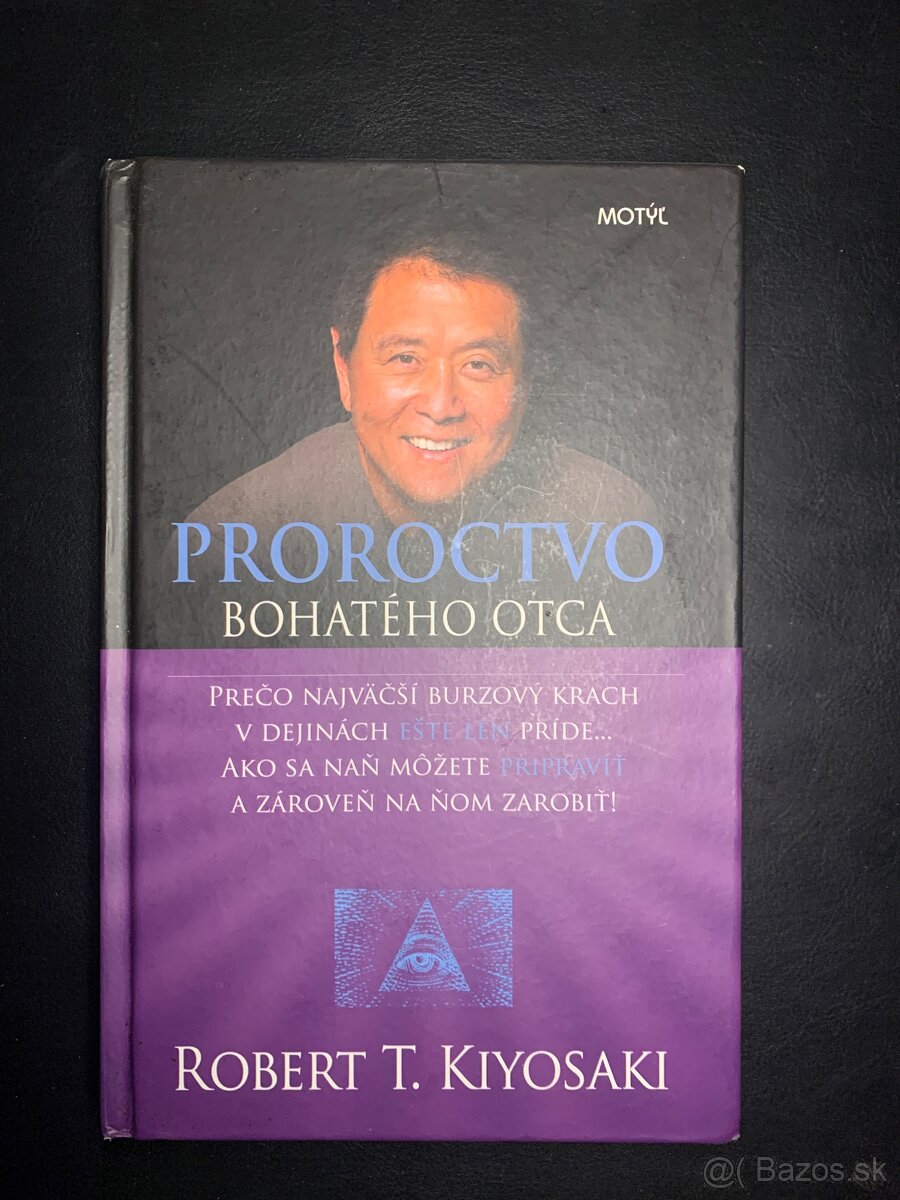 MOTÝĽ
PROROCTVO
BOHATÉHO OTCA
PREČO NAJVÄČŠÍ BURZOVÝ KRACH
V DEJINÁCH EŠTE LEN PRÍDE...
AKO SA NAŇ MÔŽETE PRIPRAVIŤ
A ZÁROVEŇ NA ŇOM ZAROBIŤ!
ROBERT T. KIYOSAKI
@( Bazos.sk